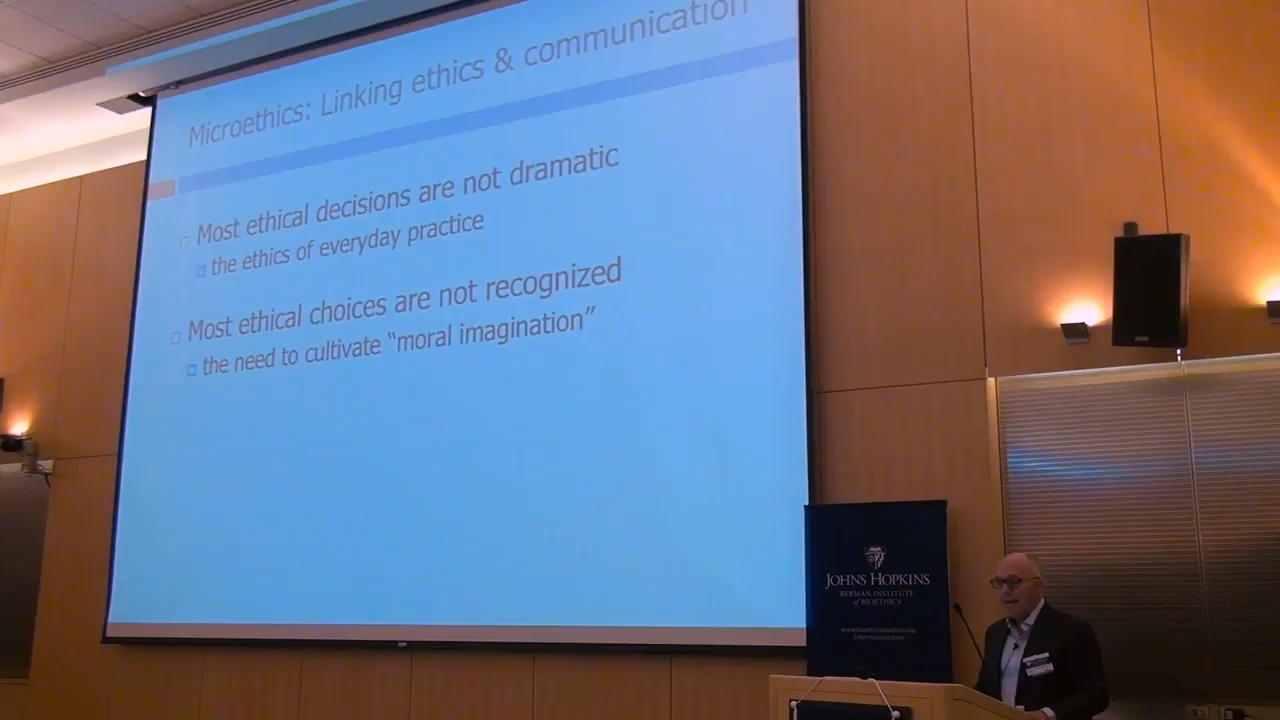 Microethics: Linking ethics & communication
Most ethical decisions are not dramatic
the ethics of everyday practice
Most ethical choices are not recognized
the need to cultivate “moral imagination”
JOHNS HOPKINS
BERMAN INSTITUTE
of BIOETHICS